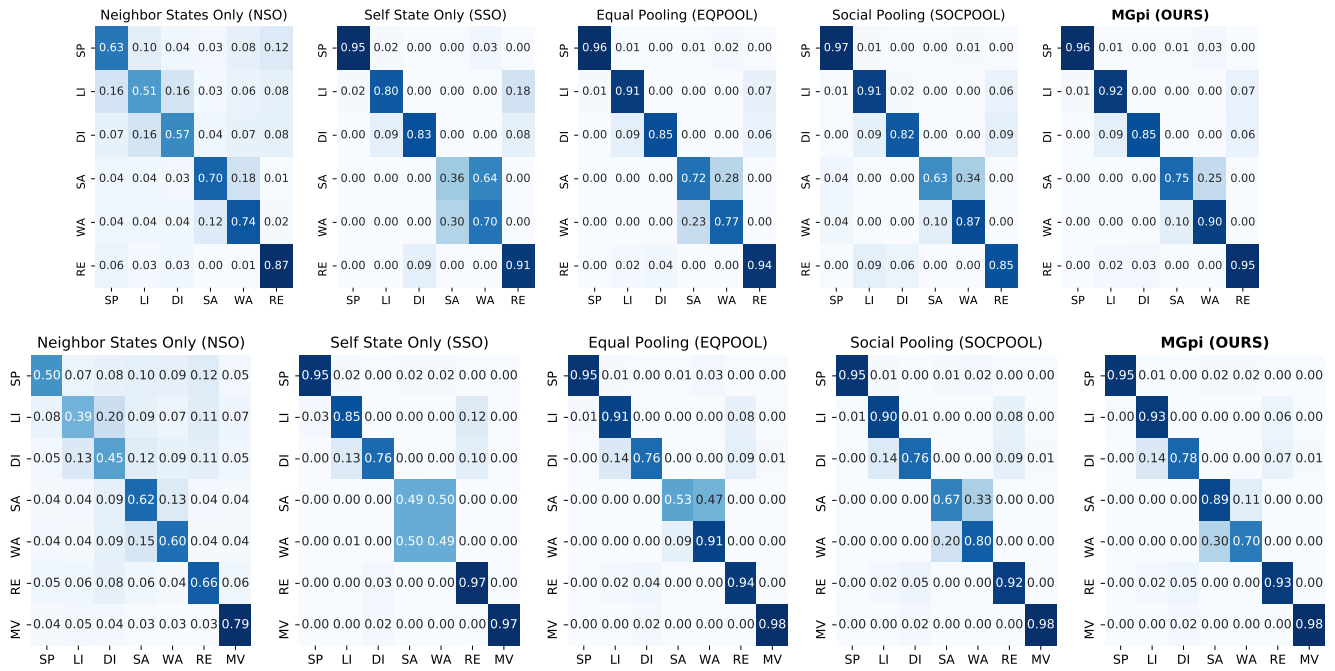 Neighbor States Only (NSO) Self State Only (SSO) Equal Pooling (EQPOOL) Social Pooling (SOCPOOL) MGpi (OURS)
SP 0.63 0.10 0.04 0.03 0.08 0.12 SP 0.95 0.02 0.00 0.00 0.03 0.00 SP 0.96 0.01 0.00 0.01 0.02 0.00 SP 0.97 0.01 0.00 0.01 0.01 0.00 SP 0.96 0.01 0.00 0.01 0.03 0.00
LI 0.16 0.51 0.16 0.03 0.06 0.08 LI 0.02 0.80 0.00 0.00 0.00 0.18 LI 0.01 0.91 0.00 0.00 0.00 0.07 LI 0.01 0.91 0.02 0.00 0.00 0.06 LI 0.01 0.92 0.00 0.00 0.00 0.07
DI 0.07 0.16 0.57 0.04 0.07 0.08 DI 0.00 0.09 0.83 0.00 0.00 0.08 DI 0.00 0.09 0.85 0.00 0.00 0.06 DI 0.00 0.09 0.82 0.00 0.00 0.09 DI 0.00 0.09 0.85 0.00 0.00 0.06
SA 0.04 0.04 0.03 0.70 0.18 0.01 SA 0.00 0.00 0.00 0.36 0.64 0.00 SA 0.00 0.00 0.00 0.72 0.28 0.00 SA 0.04 0.00 0.00 0.63 0.34 0.00 SA 0.00 0.00 0.00 0.75 0.25 0.00
WA 0.04 0.04 0.04 0.12 0.74 0.02 WA 0.00 0.00 0.00 0.30 0.70 0.00 WA 0.00 0.00 0.00 0.23 0.77 0.00 WA 0.04 0.00 0.00 0.10 0.87 0.00 WA 0.00 0.00 0.00 0.10 0.90 0.00
RE 0.06 0.03 0.03 0.00 0.01 0.87 RE 0.00 0.00 0.09 0.00 0.00 0.91 RE 0.00 0.02 0.04 0.00 0.00 0.94 RE 0.00 0.09 0.06 0.00 0.00 0.85 RE 0.00 0.02 0.03 0.00 0.00 0.95
SP LI DI SA WA RE SP LI DI SA WA RE SP LI DI SA WA RE SP LI DI SA WA RE SP LI DI SA WA RE
Neighbor States Only (NSO) Self State Only (SSO) Equal Pooling (EQPOOL) Social Pooling (SOCPOOL) MGpi (OURS)
SP 0.50 0.07 0.08 0.10 0.09 0.12 0.05 SP 0.95 0.02 0.00 0.02 0.02 0.00 0.00 SP 0.95 0.01 0.00 0.01 0.03 0.00 0.00 SP 0.95 0.01 0.00 0.01 0.02 0.00 0.00 SP 0.95 0.01 0.00 0.02 0.02 0.00 0.00
LI 0.08 0.39 0.20 0.09 0.07 0.11 0.07 LI 0.03 0.85 0.00 0.00 0.00 0.12 0.00 LI 0.01 0.91 0.00 0.00 0.00 0.08 0.00 LI 0.01 0.90 0.01 0.00 0.00 0.08 0.00 LI 0.00 0.93 0.00 0.00 0.00 0.06 0.00
DI 0.05 0.13 0.45 0.12 0.09 0.11 0.05 DI 0.00 0.13 0.76 0.00 0.00 0.10 0.00 DI 0.00 0.14 0.76 0.00 0.00 0.09 0.01 DI 0.00 0.14 0.76 0.00 0.00 0.09 0.01 DI 0.00 0.14 0.78 0.00 0.00 0.07 0.01
SA 0.04 0.04 0.09 0.62 0.13 0.04 0.04 SA 0.00 0.00 0.00 0.49 0.50 0.00 0.00 SA 0.00 0.00 0.00 0.53 0.47 0.00 0.00 SA 0.00 0.00 0.00 0.67 0.33 0.00 0.00 SA 0.00 0.00 0.00 0.89 0.11 0.00 0.00
WA 0.04 0.04 0.09 0.15 0.60 0.04 0.04 WA 0.00 0.01 0.00 0.50 0.49 0.00 0.00 WA 0.00 0.00 0.00 0.09 0.91 0.00 0.00 WA 0.00 0.00 0.00 0.20 0.80 0.00 0.00 WA 0.00 0.00 0.00 0.30 0.70 0.00 0.00
RE 0.05 0.06 0.08 0.06 0.04 0.66 0.06 RE 0.00 0.00 0.03 0.00 0.00 0.97 0.00 RE 0.00 0.02 0.04 0.00 0.00 0.94 0.00 RE 0.00 0.02 0.05 0.00 0.00 0.92 0.00 RE 0.00 0.02 0.05 0.00 0.00 0.93 0.00
MV 0.04 0.05 0.04 0.03 0.03 0.03 0.79 MV 0.00 0.00 0.02 0.00 0.00 0.00 0.97 MV 0.00 0.00 0.02 0.00 0.00 0.00 0.98 MV 0.00 0.00 0.02 0.00 0.00 0.00 0.98 MV 0.00 0.00 0.02 0.00 0.00 0.00 0.98
SP LI DI SA WA RE MV SP LI DI SA WA RE MV SP LI DI SA WA RE MV SP LI DI SA WA RE MV SP LI DI SA WA RE MV